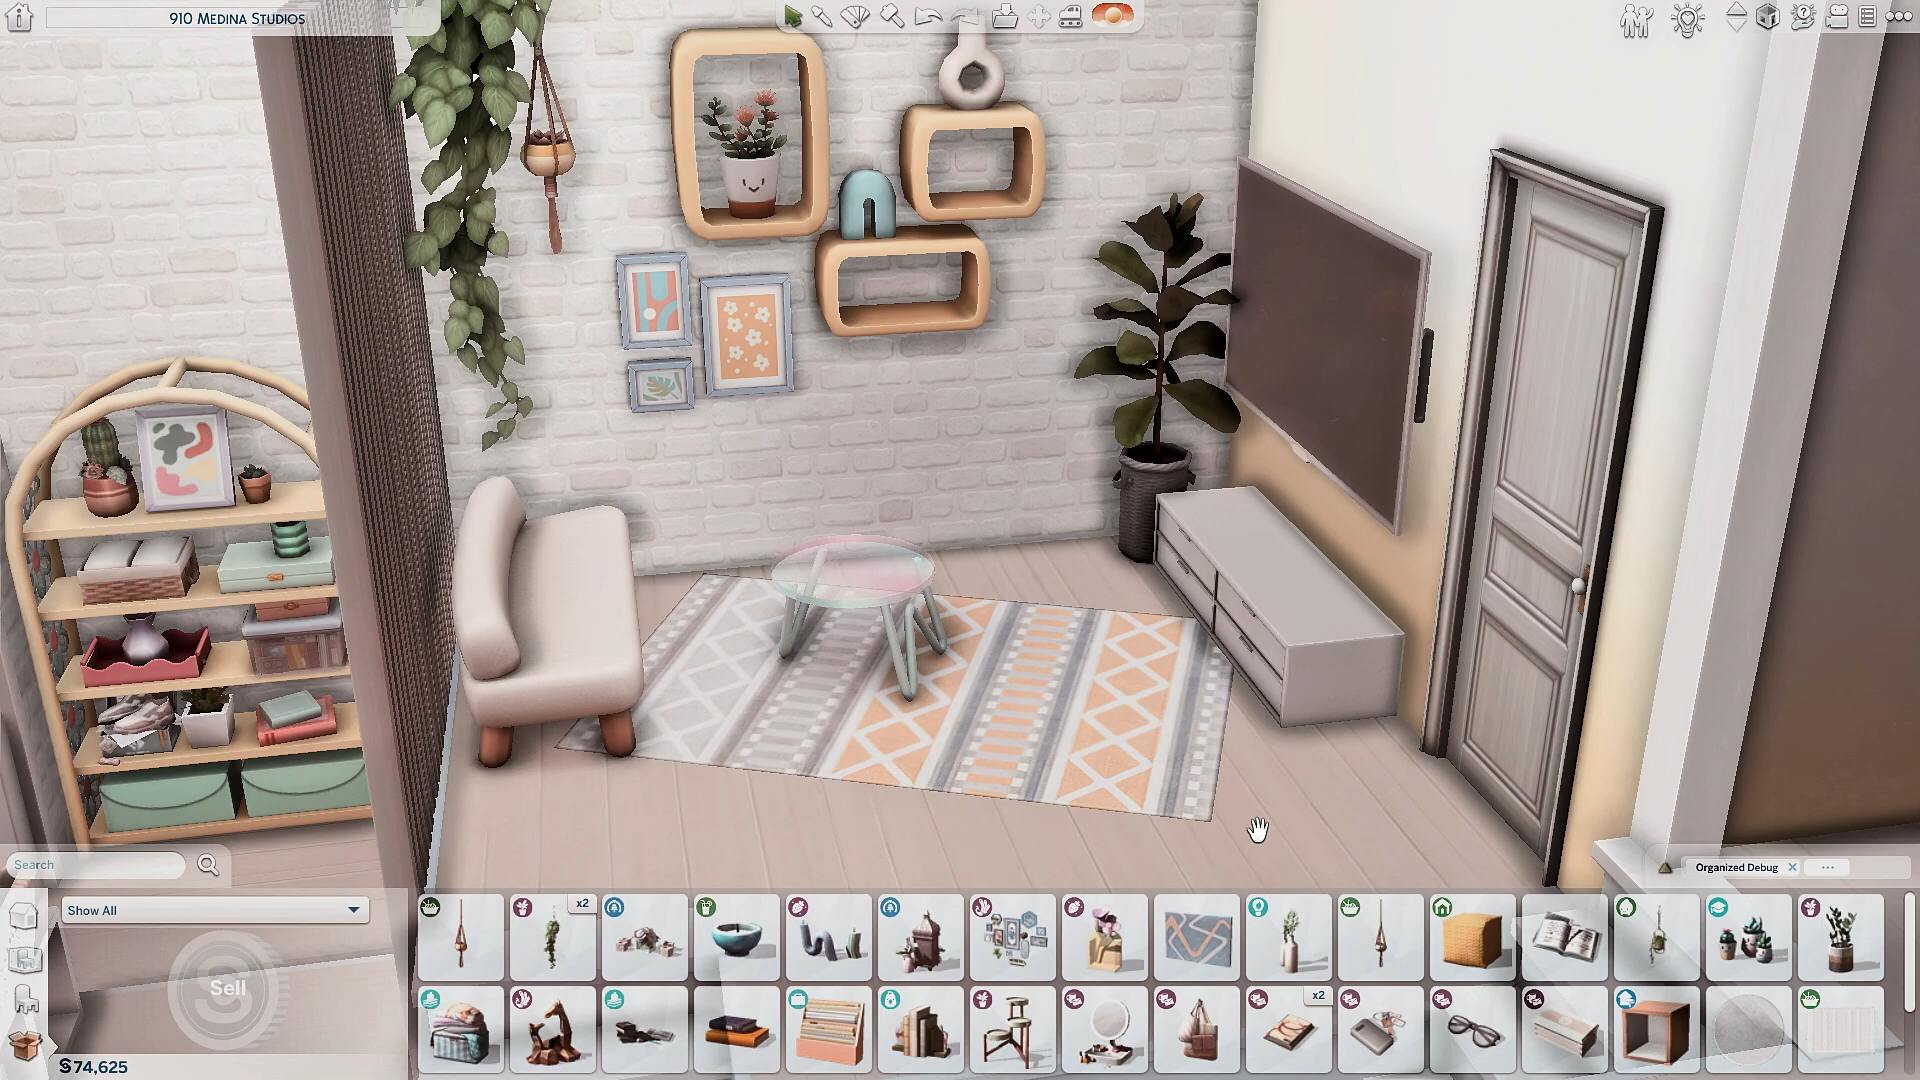 910 Medina Studios
Search
Organized Debug
Show All
x2
Sell
x2
$74,625